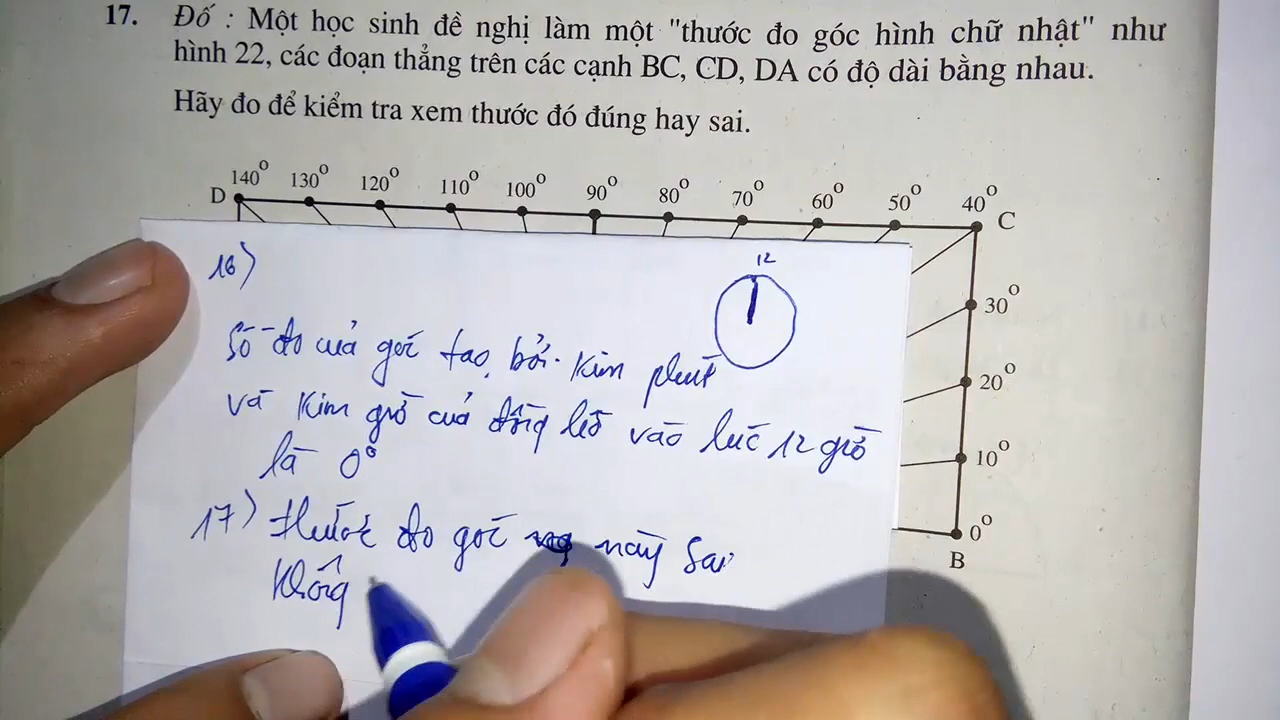 17. Đố : Một học sinh đề nghị làm một "thước đo góc hình chữ nhật" như
hình 22, các đoạn thẳng trên các cạnh BC, CD, DA có độ dài bằng nhau.
Hãy đo để kiểm tra xem thước đó đúng hay sai.
D 140° 130° 120° 110° 100° 90° 80° 70° 60° 50° 40° C
30°
20°
10°
0°
B
16)
12
Số đo của góc tạo bởi kim phút
và kim giờ của đồng hồ vào lúc 12 giờ
là 0°
17) thước đo góc này sai
không